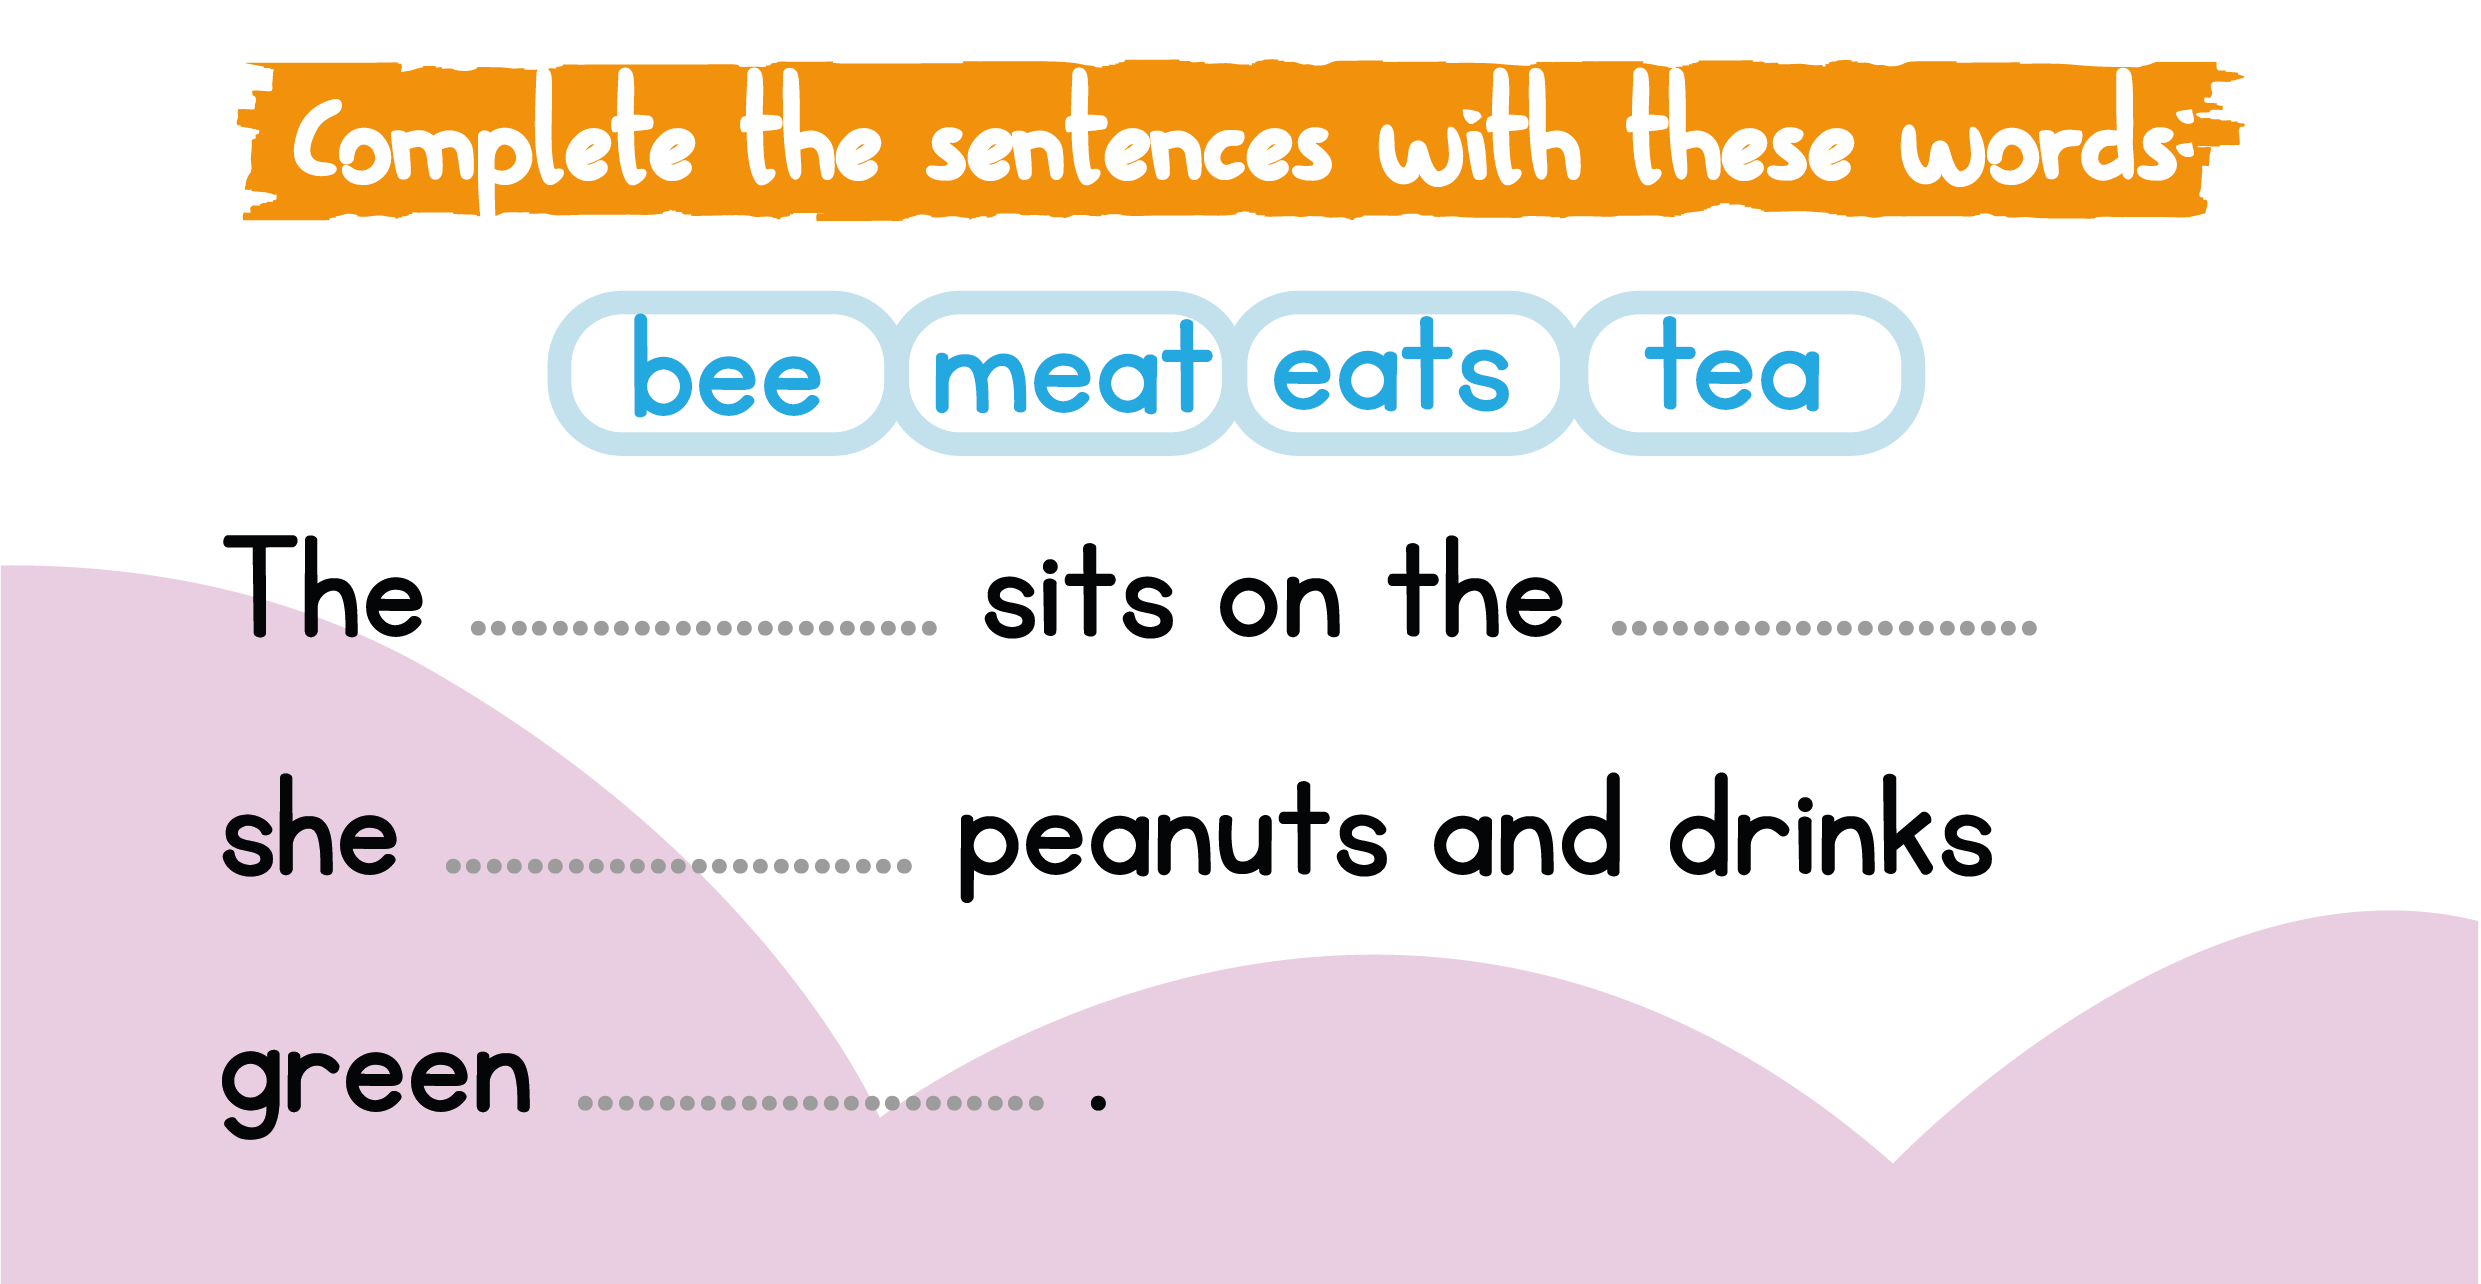 Complete the sentences with these words:
bee meat eats tea
The ....................... sits on the .....................
she ....................... peanuts and drinks
green ....................... .